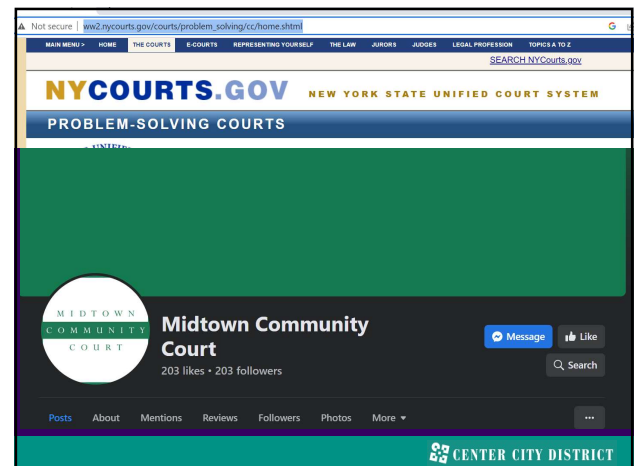 Not secure | ww2.nycourts.gov/courts/problem_solving/cc/home.shtml
MAIN MENU > HOME THE COURTS E-COURTS REPRESENTING YOURSELF THE LAW JURORS JUDGES LEGAL PROFESSION TOPICS A TO Z
SEARCH NYCourts.gov
NYCOURTS.GOV NEW YORK STATE UNIFIED COURT SYSTEM
PROBLEM-SOLVING COURTS
MIDTOWN
COMMUNITY
COURT
Midtown Community
Court
203 likes • 203 followers
Message Like
Search
Posts About Mentions Reviews Followers Photos More ...
CENTER CITY DISTRICT